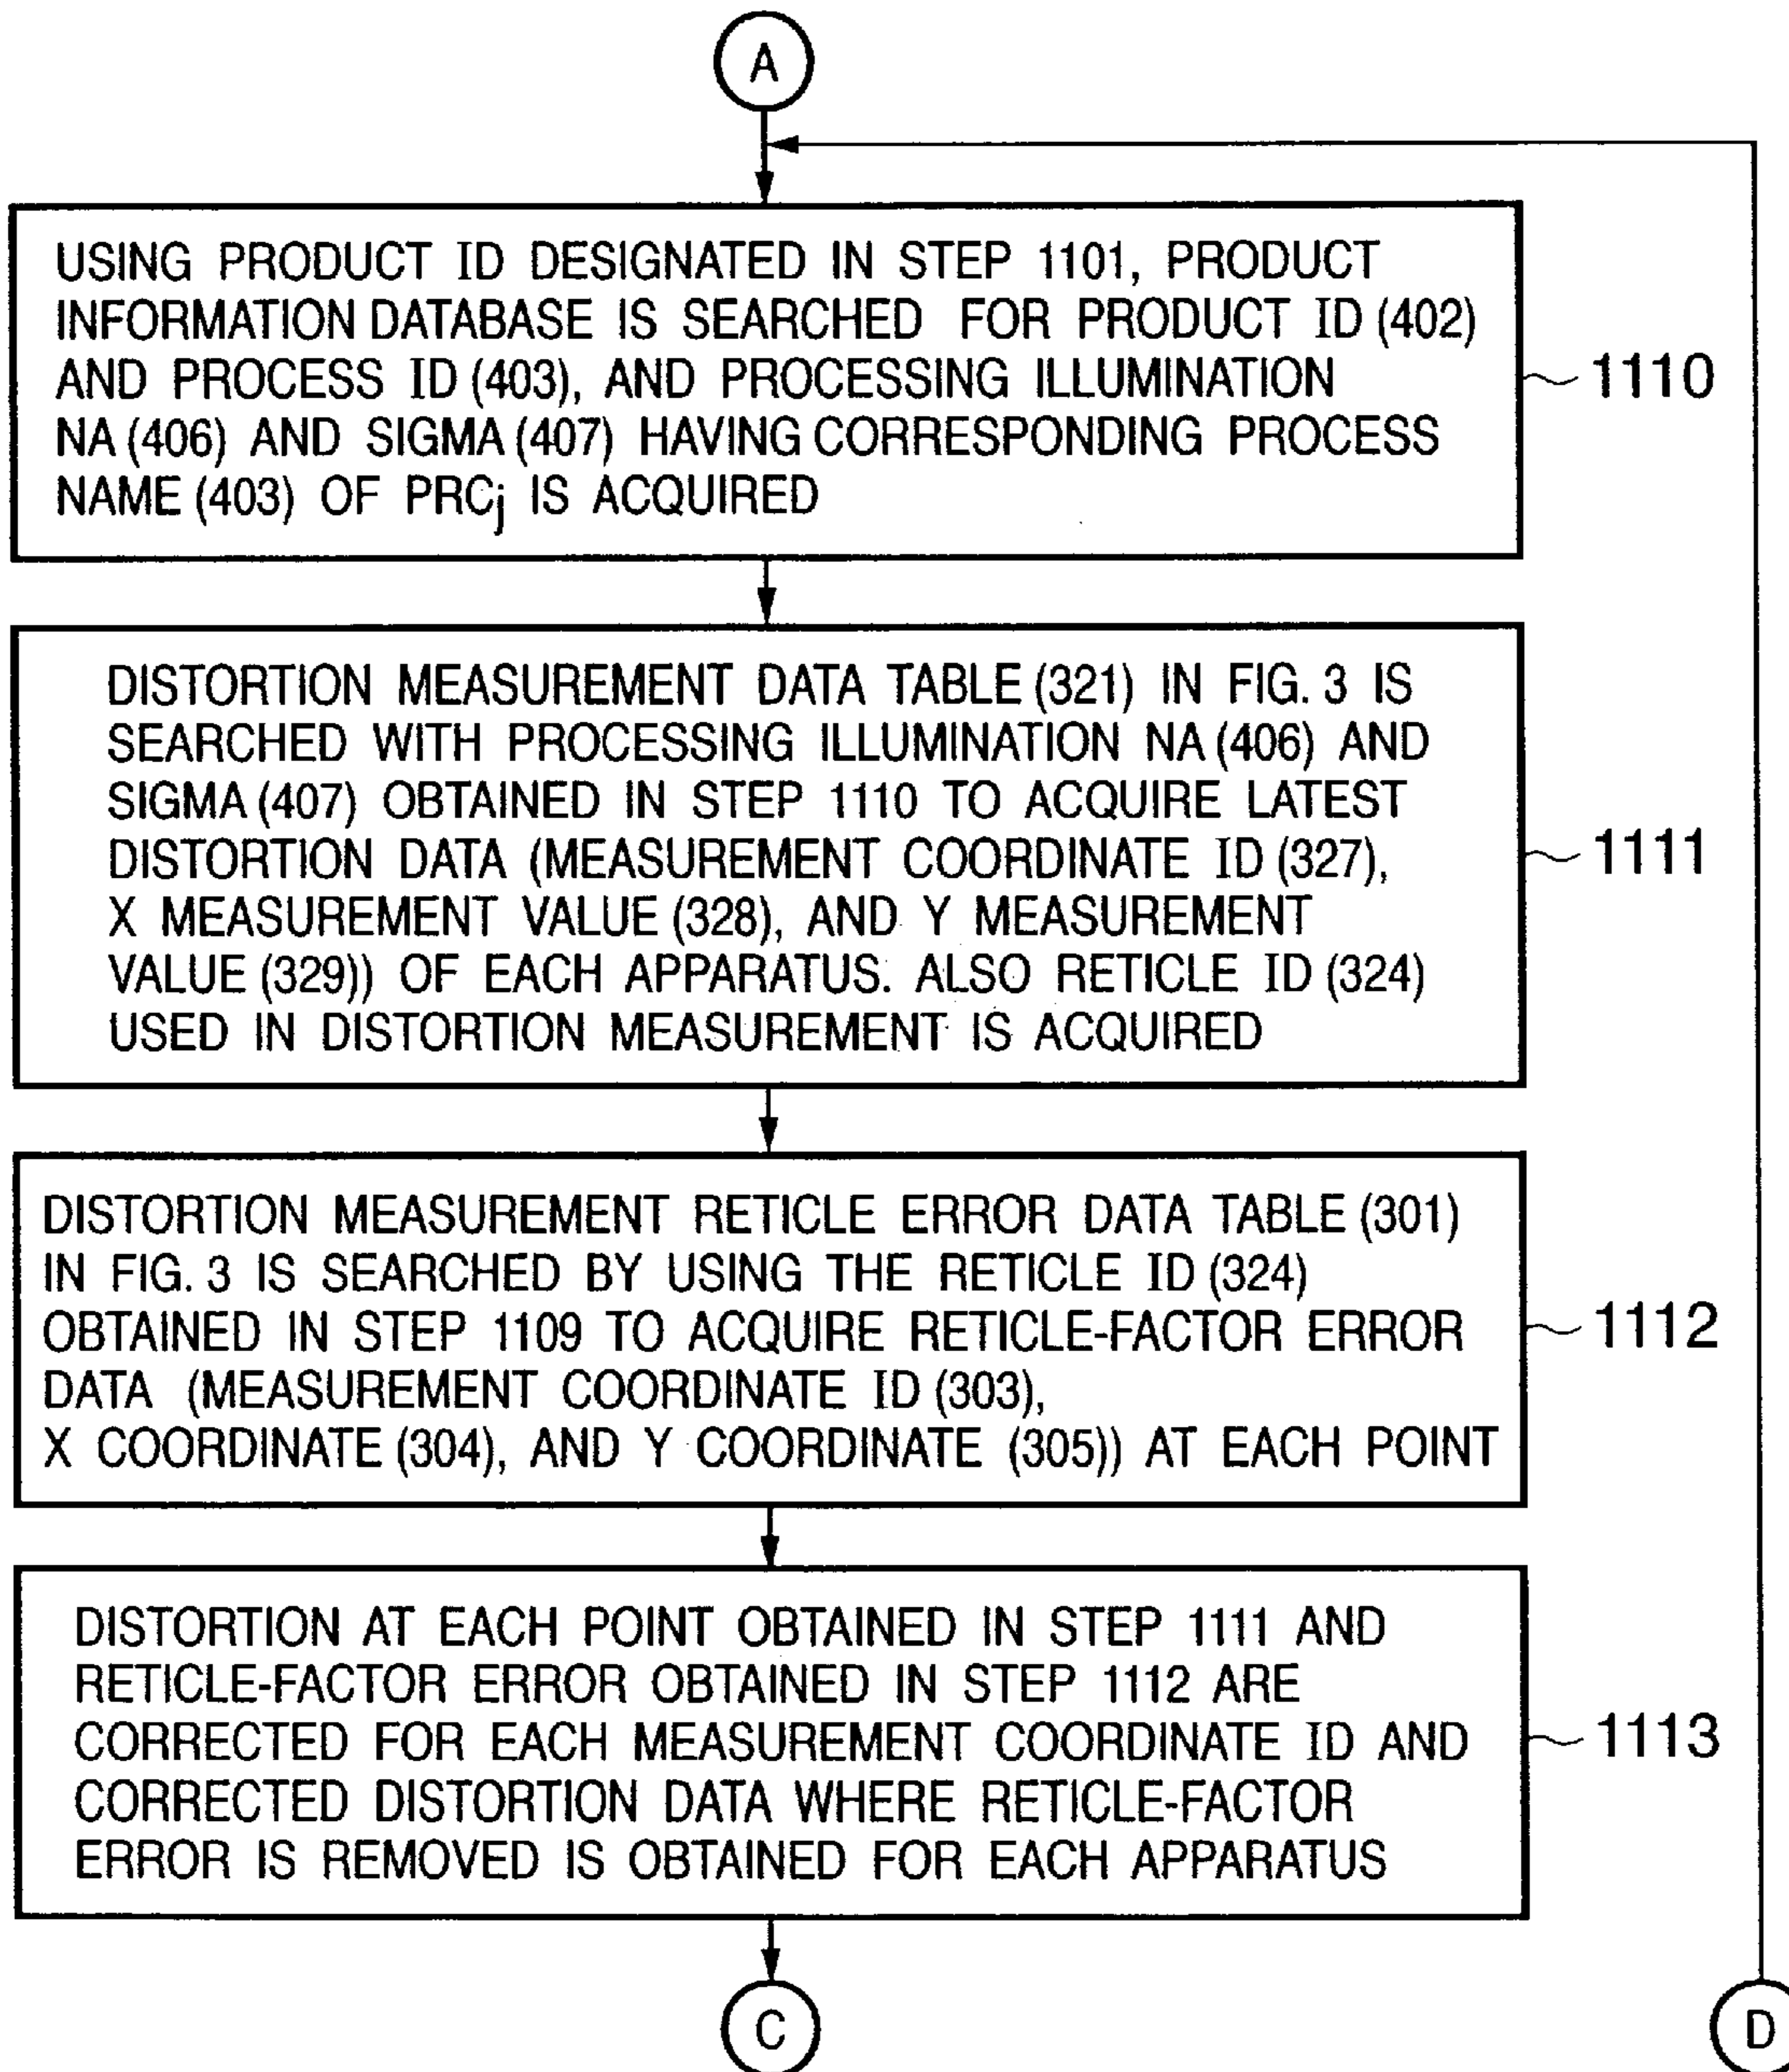 A
USING PRODUCT ID DESIGNATED IN STEP 1101, PRODUCT
INFORMATION DATABASE IS SEARCHED FOR PRODUCT ID (402)
AND PROCESS ID (403), AND PROCESSING ILLUMINATION
NA (406) AND SIGMA (407) HAVING CORRESPONDING PROCESS
NAME (403) OF PRCj IS ACQUIRED
1110
DISTORTION MEASUREMENT DATA TABLE (321) IN FIG. 3 IS
SEARCHED WITH PROCESSING ILLUMINATION NA (406) AND
SIGMA (407) OBTAINED IN STEP 1110 TO ACQUIRE LATEST
DISTORTION DATA (MEASUREMENT COORDINATE ID (327),
X MEASUREMENT VALUE (328), AND Y MEASUREMENT
VALUE (329)) OF EACH APPARATUS. ALSO RETICLE ID (324)
USED IN DISTORTION MEASUREMENT IS ACQUIRED
1111
DISTORTION MEASUREMENT RETICLE ERROR DATA TABLE (301)
IN FIG. 3 IS SEARCHED BY USING THE RETICLE ID (324)
OBTAINED IN STEP 1109 TO ACQUIRE RETICLE-FACTOR ERROR
DATA (MEASUREMENT COORDINATE ID (303),
X COORDINATE (304), AND Y COORDINATE (305)) AT EACH POINT
1112
DISTORTION AT EACH POINT OBTAINED IN STEP 1111 AND
RETICLE-FACTOR ERROR OBTAINED IN STEP 1112 ARE
CORRECTED FOR EACH MEASUREMENT COORDINATE ID AND
CORRECTED DISTORTION DATA WHERE RETICLE-FACTOR
ERROR IS REMOVED IS OBTAINED FOR EACH APPARATUS
1113
C
D